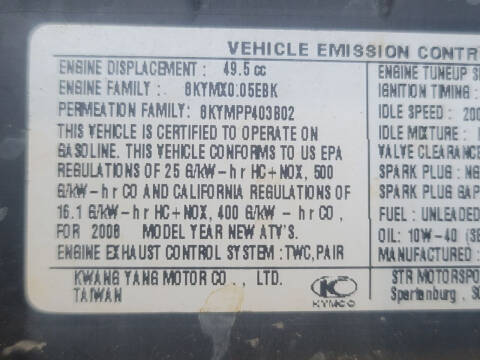 VEHICLE EMISSION CONTR
ENGINE DISPLACEMENT : 49.5 cc
ENGINE FAMILY : 8KYMX0.05EBK
PERMEATION FAMILY: 8KYMPP403B02
THIS VEHICLE IS CERTIFIED TO OPERATE ON
GASOLINE. THIS VEHICLE CONFORMS TO US EPA
REGULATIONS OF 25 G/kW-hr HC+NOX, 500
G/kW-hr CO AND CALIFORNIA REGULATIONS OF
16.1 G/kW-hr HC+NOX, 400 G/kW-hr CO,
FOR 2008 MODEL YEAR NEW ATV'S.
ENGINE EXHAUST CONTROL SYSTEM : TWC, PAIR
KWANG YANG MOTOR CO., LTD.
TAIWAN
KYMCO
ENGINE TUNEUP S
IGNITION TIMING :
IDLE SPEED : 200
IDLE MIXTURE :
VALVE CLEARANCE
SPARK PLUG : NG
SPARK PLUG GAP
FUEL : UNLEADED
OIL: 10W-40 (SE
MANUFACTURED
STR MOTORSPO
Spartanburg, SC